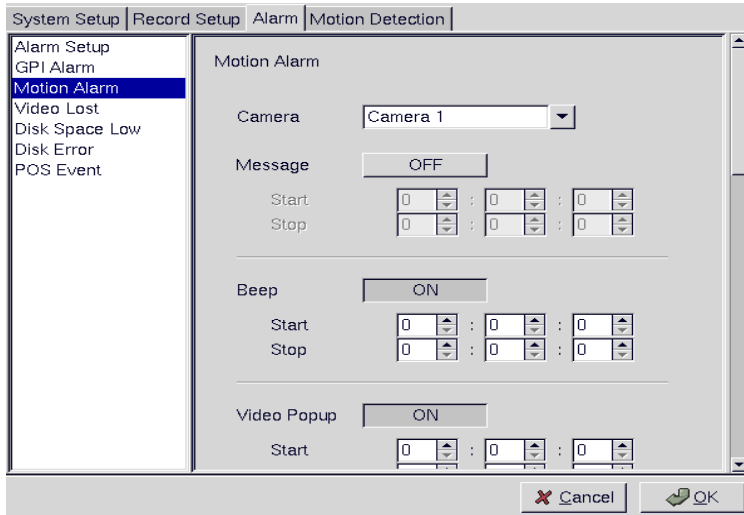 System Setup Record Setup Alarm Motion Detection
Alarm Setup
GPI Alarm
Motion Alarm
Video Lost
Disk Space Low
Disk Error
POS Event
Motion Alarm
Camera Camera 1
Message OFF
Start 0 : 0 : 0
Stop 0 : 0 : 0
Beep ON
Start 0 : 0 : 0
Stop 0 : 0 : 0
Video Popup ON
Start 0 : 0 : 0
Cancel OK